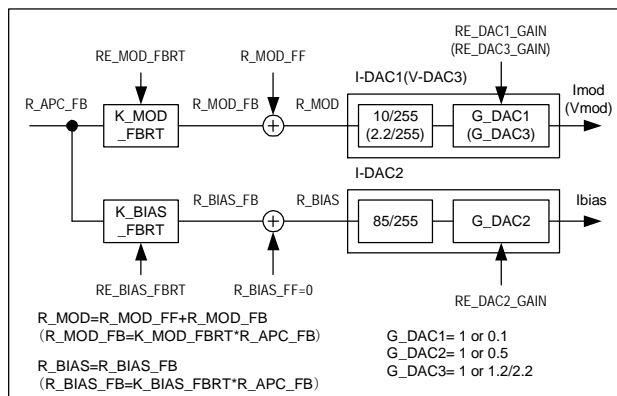 RE_DAC1_GAIN
(RE_DAC3_GAIN)
RE_MOD_FBRT
R_MOD_FF
I-DAC1(V-DAC3)
Imod
(Vmod)
R_APC_FB
K_MOD
_FBRT
R_MOD_FB
R_MOD
10/255
(2.2/255)
G_DAC1
(G_DAC3)
I-DAC2
K_BIAS
_FBRT
R_BIAS_FB
R_BIAS
85/255
G_DAC2
Ibias
RE_BIAS_FBRT
R_BIAS_FF=0
RE_DAC2_GAIN
R_MOD=R_MOD_FF+R_MOD_FB
(R_MOD_FB=K_MOD_FBRT*R_APC_FB)
R_BIAS=R_BIAS_FB
(R_BIAS_FB=K_BIAS_FBRT*R_APC_FB)
G_DAC1= 1 or 0.1
G_DAC2= 1 or 0.5
G_DAC3= 1 or 1.2/2.2